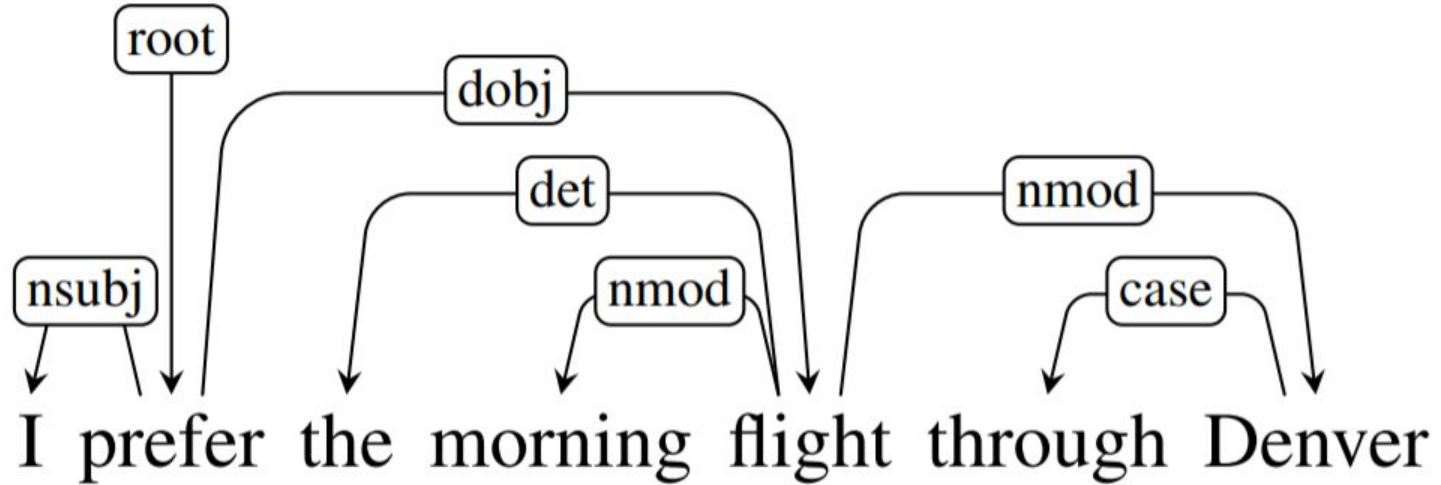 root
dobj
det
nmod
nsubj
nmod
case
I prefer the morning flight through Denver